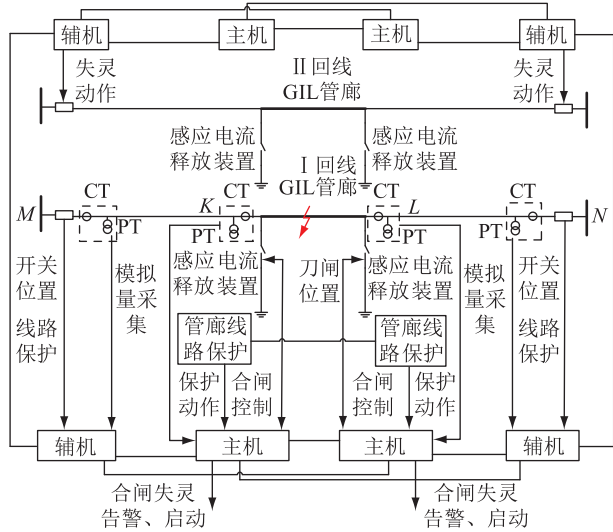 辅机
主机
主机
辅机
失灵
动作
Ⅱ回线
GIL管廊
失灵
动作
感应电流
释放装置
感应电流
释放装置
Ⅰ回线
GIL管廊
CT
CT
CT
CT
M
K
L
N
PT
PT
PT
PT
开关
位置
模拟
量采
集
感应电流
释放装置
刀闸
位置
感应电流
释放装置
模拟
量采
集
开关
位置
线路
保护
管廊线
路保护
管廊线
路保护
线路
保护
保护
动作
合闸
控制
合闸
控制
保护
动作
辅机
主机
主机
辅机
合闸失灵
告警、启动
合闸失灵
告警、启动